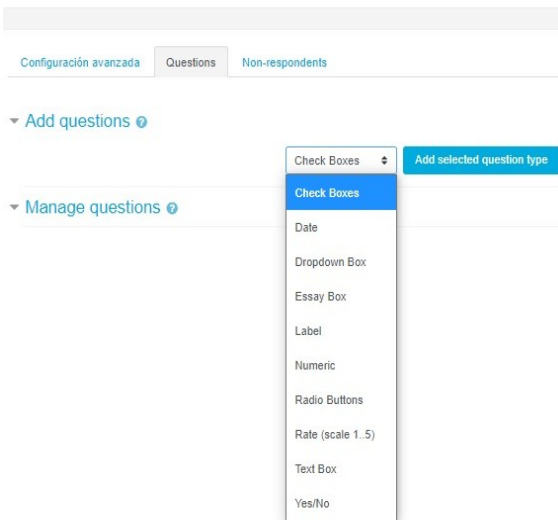 Configuración avanzada Questions Non-respondents
Add questions
Check Boxes Add selected question type
Check Boxes
Manage questions
Date
Dropdown Box
Essay Box
Label
Numeric
Radio Buttons
Rate (scale 1..5)
Text Box
Yes/No